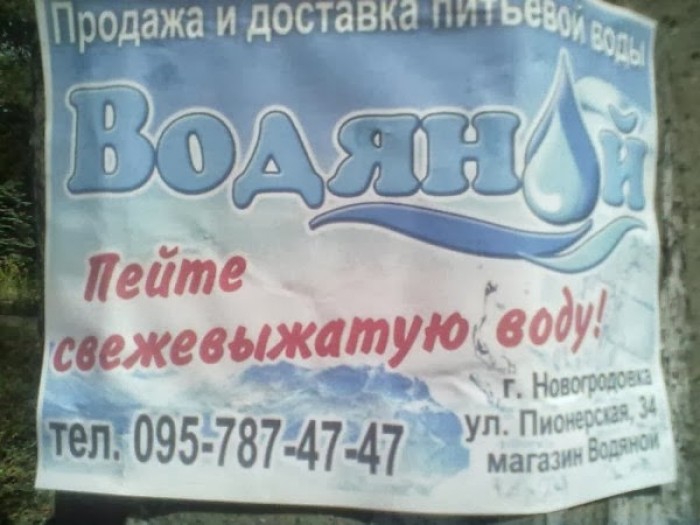 Продажа и доставка питьевой воды
Водяной
Пейте
свежевыжатую воду!
г. Новогродовка
ул. Пионерская, 34
магазин Водяной
тел. 095-787-47-47